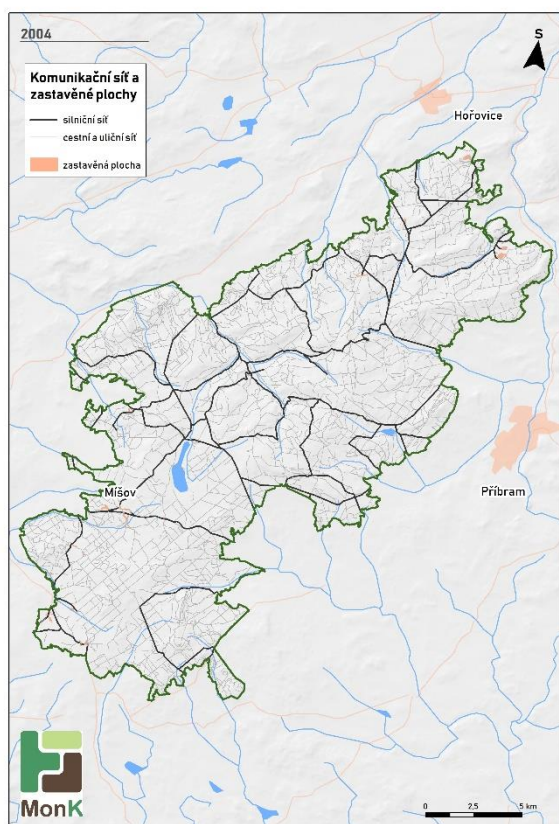 2004
Komunikační síť a
zastavěné plochy
silniční síť
cestní a uliční síť
zastavěná plocha
S
Hořovice
Míšov
Příbram
MonK
0 2,5 5 km